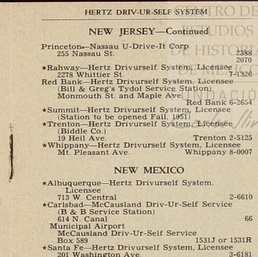 HERTZ DRIV-UR-SELF SYSTEM
NEW JERSEY—Continued
Princeton—Nassau U-Drive-It Corp.
255 Nassau St. 2388
2070
★Rahway—Hertz Drivurself System, Licensee
2278 Whittier St. 7-1320
Red Bank—Hertz Drivurself System, Licensee
(Bill & Greg's Tydol Service Station)
Monmouth St. and Maple Ave.
Red Bank 6-2654
★Summit—Hertz Drivurself System, Licensee
(Station to be opened Fall, 1951)
★Trenton—Hertz Drivurself System, Licensee
(Biddle Co.)
19 Heil Ave. Trenton 2-5125
★Whippany—Hertz Drivurself System, Licensee
Mt. Pleasant Ave. Whippany 8-0007
NEW MEXICO
★Albuquerque—Hertz Drivurself System,
Licensee
713 W. Central 2-6610
★Carlsbad—McCausland Driv-Ur-Self Service
(B & B Service Station)
614 N. Canal 66
Municipal Airport
McCausland Driv-Ur-Self Service
Box 589 1531J or 1531R
★Santa Fe—Hertz Drivurself System, Licensee
201 Washington Ave. 3-6181